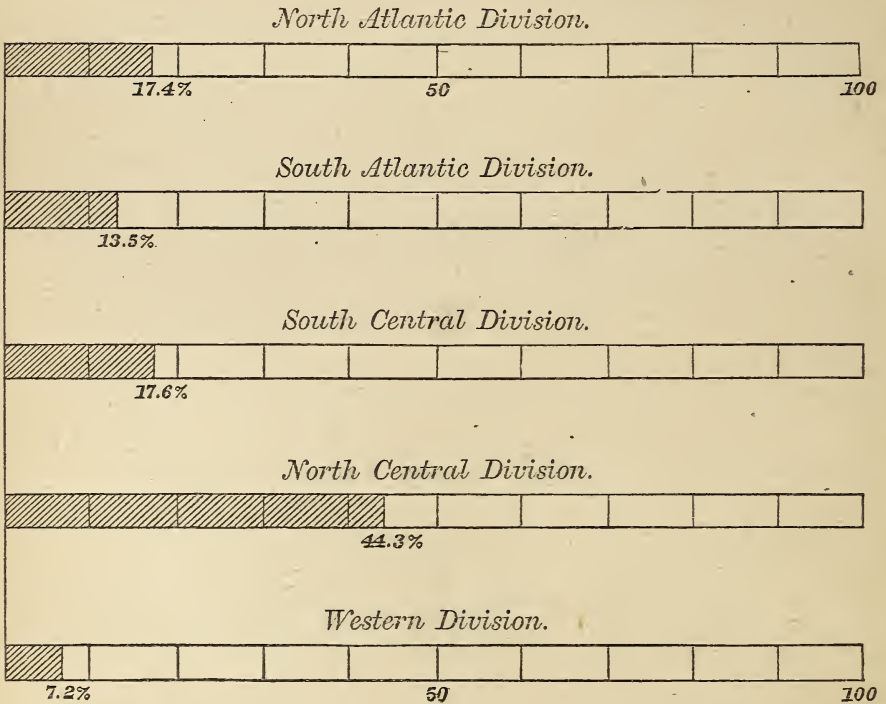 North Atlantic Division.
17.4% 50 100
South Atlantic Division.
13.5%
South Central Division.
17.6%
North Central Division.
44.3%
Western Division.
7.2% 50 100